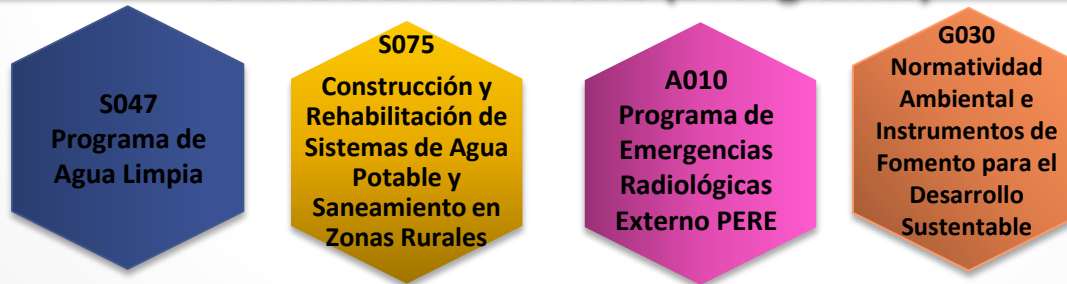 S047
Programa de
Agua Limpia
S075
Construcción y
Rehabilitación de
Sistemas de Agua
Potable y
Saneamiento en
Zonas Rurales
A010
Programa de
Emergencias
Radiológicas
Externo PERE
G030
Normatividad
Ambiental e
Instrumentos de
Fomento para el
Desarrollo
Sustentable